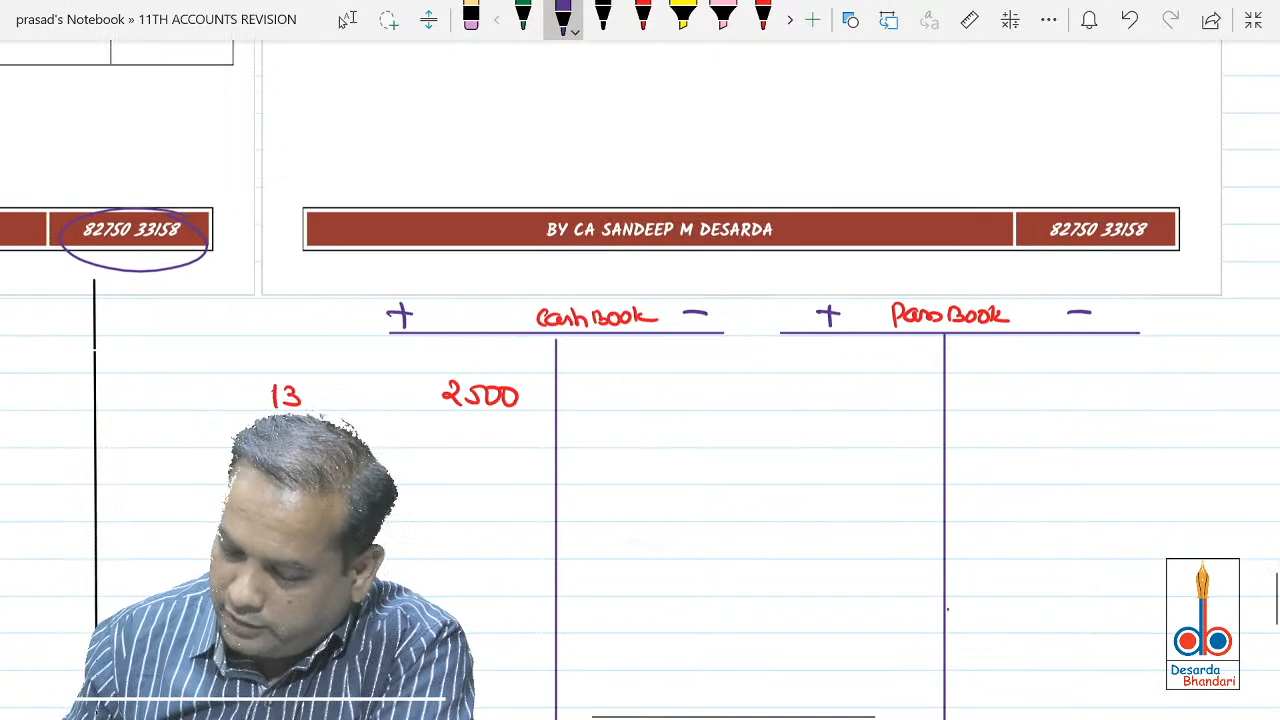 prasad's Notebook » 11TH ACCOUNTS REVISION
82750 33158
BY CA SANDEEP M DESARDA 82750 33158
+ Cash Book − + Pass Book −
13 2500
Desarda
Bhandari